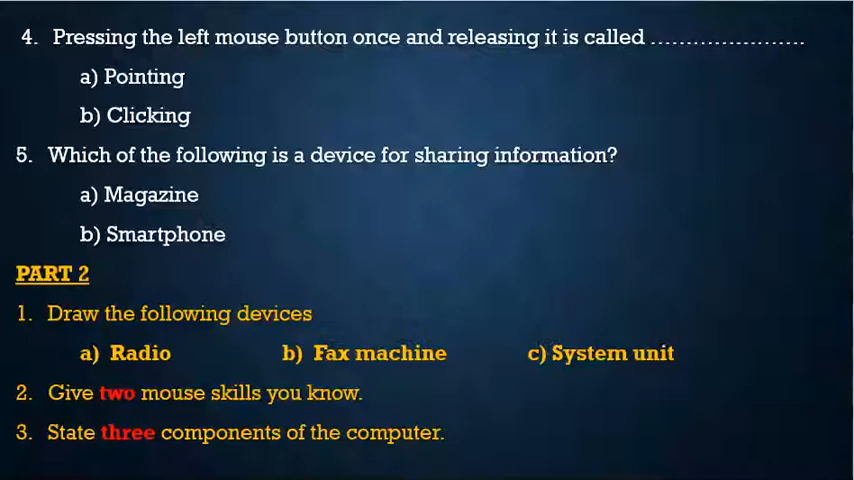 4. Pressing the left mouse button once and releasing it is called ......................
a) Pointing
b) Clicking
5. Which of the following is a device for sharing information?
a) Magazine
b) Smartphone
PART 2
1. Draw the following devices
a) Radio b) Fax machine c) System unit
2. Give two mouse skills you know.
3. State three components of the computer.